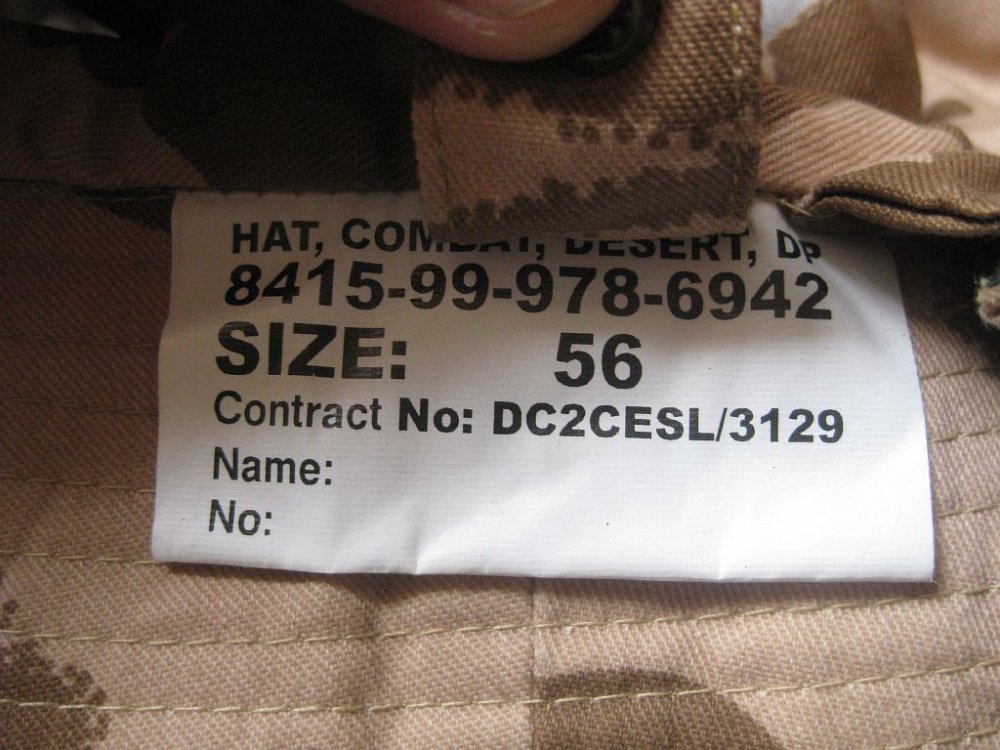 HAT, COMBAT, DESERT, DP
8415-99-978-6942
SIZE: 56
Contract No: DC2CESL/3129
Name:
No: